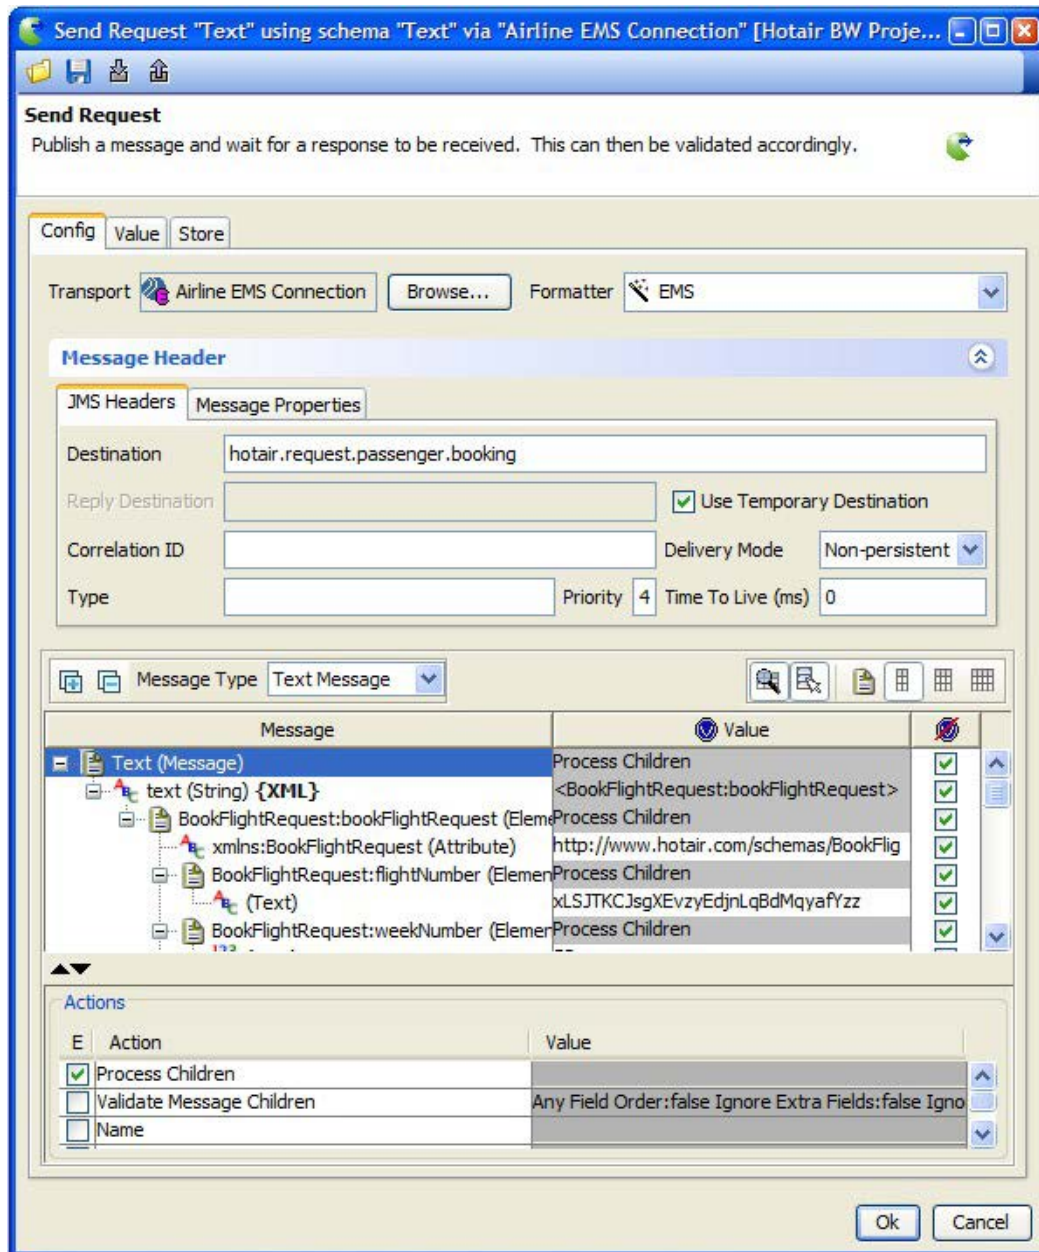 Send Request "Text" using schema "Text" via "Airline EMS Connection" [Hotair BW Proje...
Send Request
Publish a message and wait for a response to be received. This can then be validated accordingly.
Config Value Store
Transport Airline EMS Connection Browse... Formatter EMS
Message Header
JMS Headers Message Properties
Destination hotair.request.passenger.booking
Reply Destination Use Temporary Destination
Correlation ID Delivery Mode Non-persistent
Type Priority 4 Time To Live (ms) 0
Message Type Text Message
Message Value
Text (Message) Process Children
text (String) {XML} <BookFlightRequest:bookFlightRequest>
BookFlightRequest:bookFlightRequest (Eleme Process Children
xmlns:BookFlightRequest (Attribute) http://www.hotair.com/schemas/BookFlig
BookFlightRequest:flightNumber (Elemen Process Children
(Text) xLSJTKCJsgXEvzyEdjnLqBdMqyafYzz
BookFlightRequest:weekNumber (Elemer Process Children
Actions
E Action Value
Process Children
Validate Message Children Any Field Order:false Ignore Extra Fields:false Igno
Name
Ok Cancel